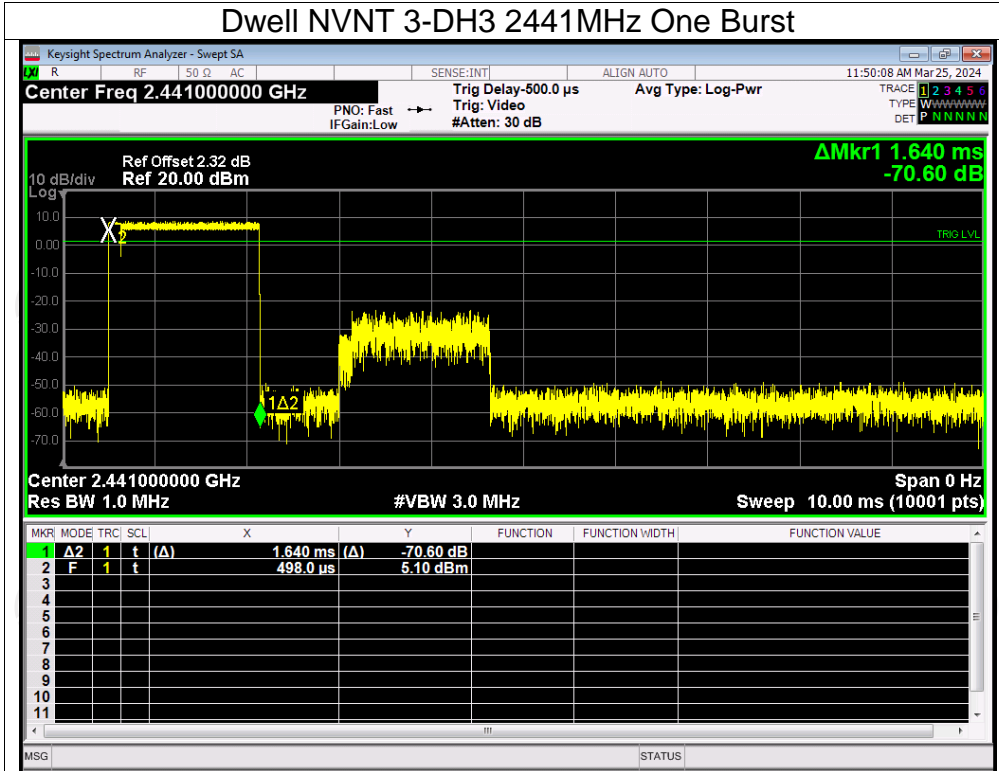 Dwell NVNT 3-DH3 2441MHz One Burst
Keysight Spectrum Analyzer - Swept SA
LXI R RF 50 Ω AC SENSE:INT ALIGN AUTO 11:50:08 AM Mar 25, 2024
Center Freq 2.441000000 GHz
PNO: Fast
IFGain:Low
Trig Delay-500.0 µs
Trig: Video
#Atten: 30 dB
Avg Type: Log-Pwr
TRACE 1 2 3 4 5 6
TYPE WWWWWW
DET P N N N N N
ΔMkr1 1.640 ms
-70.60 dB
Ref Offset 2.32 dB
10 dB/div Ref 20.00 dBm
Log
10.0
0.00
-10.0
-20.0
-30.0
-40.0
-50.0
-60.0
-70.0
X2
TRIG LVL
1Δ2
Center 2.441000000 GHz Span 0 Hz
Res BW 1.0 MHz #VBW 3.0 MHz Sweep 10.00 ms (10001 pts)
MKR MODE TRC SCL X Y FUNCTION FUNCTION WIDTH FUNCTION VALUE
1 Δ2 1 t (Δ) 1.640 ms (Δ) -70.60 dB
2 F 1 t 498.0 µs 5.10 dBm
3
4
5
6
7
8
9
10
11
MSG STATUS